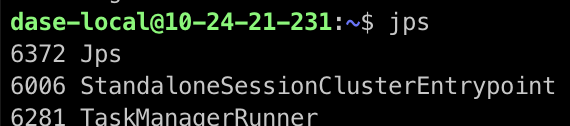 dase-local@10-24-21-231:~$ jps
6372 Jps
6006 StandaloneSessionClusterEntrypoint
6281 TaskManagerRunner